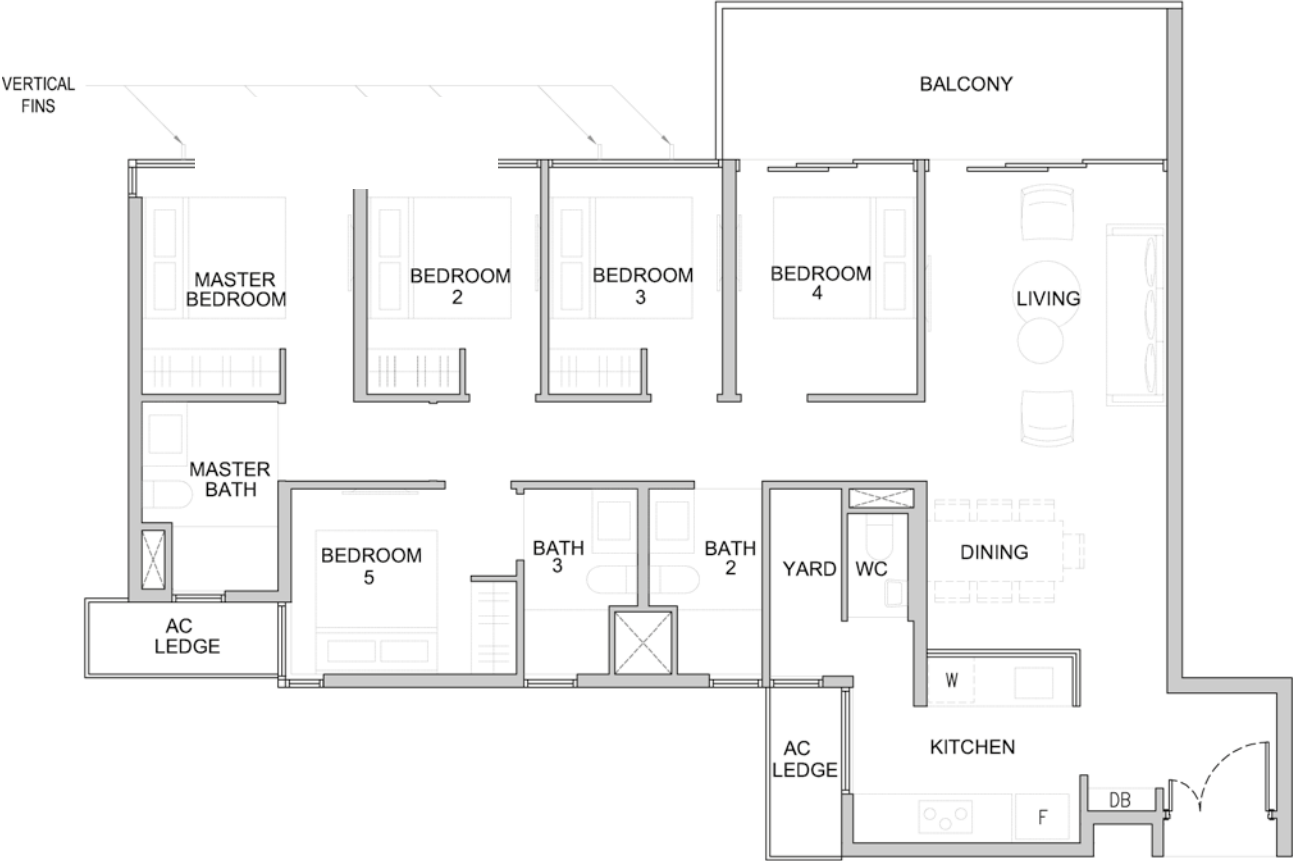 VERTICAL
FINS
BALCONY
MASTER
BEDROOM
BEDROOM
2
BEDROOM
3
BEDROOM
4
LIVING
MASTER
BATH
BEDROOM
5
BATH
3
BATH
2
YARD
WC
DINING
AC
LEDGE
W
KITCHEN
AC
LEDGE
DB
F